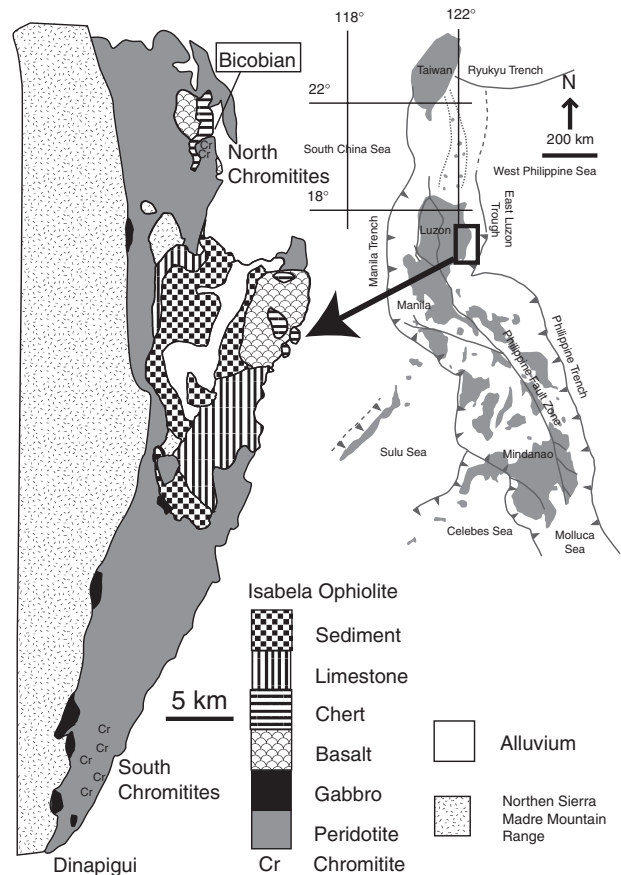 118°
122°
Bicobian
Taiwan
Ryukyu Trench
N
22°
200 km
Cr
Cr
North
Chromitites
South China Sea
West Philippine Sea
18°
Luzon
East Luzon
Trough
Manila Trench
Manila
Philippine Fault Zone
Philippine Trench
Sulu Sea
Mindanao
Celebes Sea
Molluca
Sea
Isabela Ophiolite
Sediment
Limestone
5 km
Chert
Basalt
Alluvium
Gabbro
Northen Sierra
Madre Mountain
Range
Peridotite
Cr Chromitite
Cr
Cr
Cr
Cr
Cr
South
Chromitites
Dinapigui